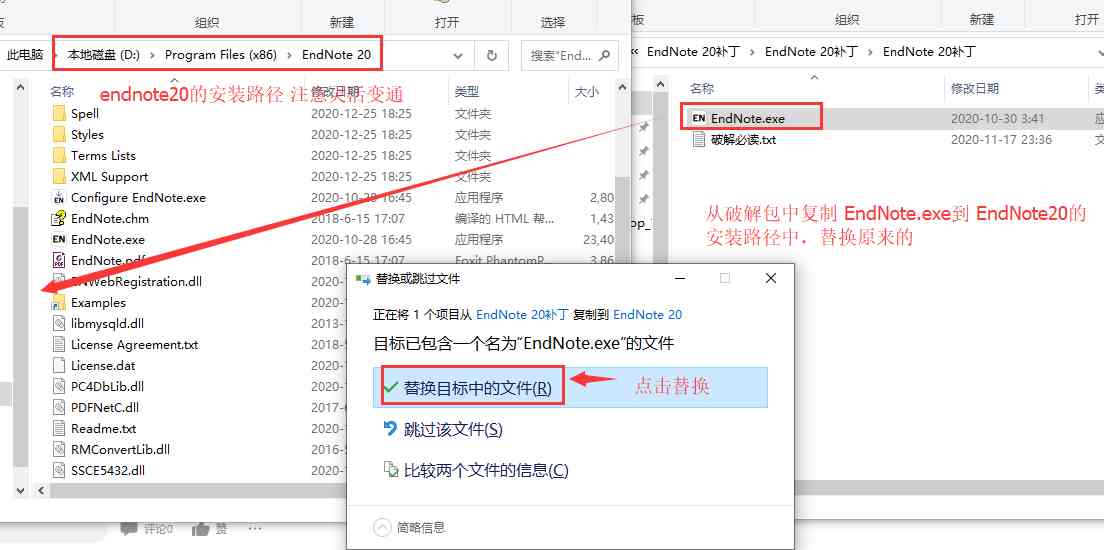 板
组织
新建
打开
选择
此电脑 本地磁盘 (D:) Program Files (x86) EndNote 20
搜索"End...
名称
修改日期
类型
大小
endnote20的安装路径 注意灵活变通
Spell 2020-12-25 18:25 文件夹
Styles 2020-12-25 18:25 文件夹
Terms Lists 2020-12-25 18:25 文件夹
XML Support 2020-12-25 18:25 文件夹
Configure EndNote.exe 2020-10-28 16:45 应用程序 2,80
EndNote.chm 2018-6-15 17:07 编译的 HTML 帮... 1,43
EN EndNote.exe 2020-10-28 16:45 应用程序 23,40
EndNote.pdf 2018-6-15 17:07 Foxit PhantomP... 3,86
ENWebRegistration.dll
Examples
libmysqld.dll 2013-1
License Agreement.txt 2020-1
License.dat 2020-1
PC4DbLib.dll 2020-1
PDFNetC.dll 2017-6
Readme.txt 2020-1
RMConvertLib.dll 2016-5
SSCE5432.dll 2020-1
评论0 赞 ···
板
组织
新建
打开
« EndNote 20补丁 EndNote 20补丁 EndNote 20补丁
名称
修改日期
EN EndNote.exe 2020-10-30 3:41
破解必读.txt 2020-11-17 23:36
从破解包中复制 EndNote.exe到 EndNote20的
安装路径中，替换原来的
替换或跳过文件
正在将 1 个项目从 EndNote 20补丁 复制到 EndNote 20
目标已包含一个名为"EndNote.exe"的文件
替换目标中的文件(R)
点击替换
跳过该文件(S)
比较两个文件的信息(C)
简略信息